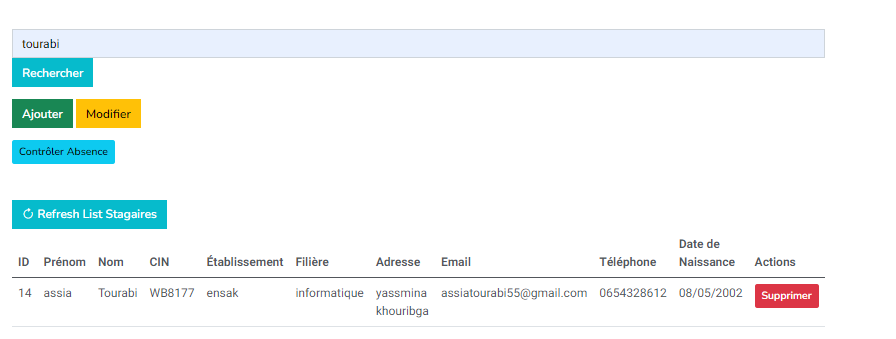 tourabi
Rechercher
Ajouter Modifier
Contrôler Absence
Refresh List Stagaires
ID Prénom Nom CIN Établissement Filière Adresse Email Téléphone Date de Naissance Actions
14 assia Tourabi WB8177 ensak informatique yassmina khouribga assiatourabi55@gmail.com 0654328612 08/05/2002 Supprimer